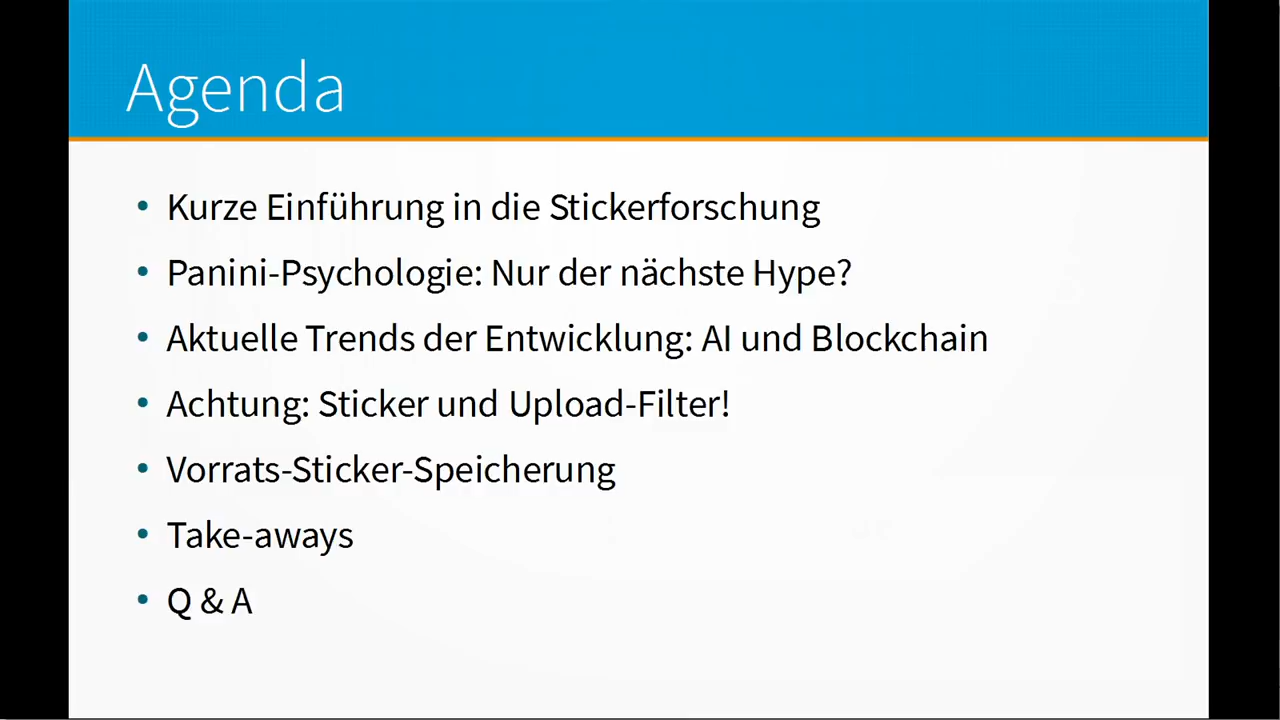 Agenda
• Kurze Einführung in die Stickerforschung
• Panini-Psychologie: Nur der nächste Hype?
• Aktuelle Trends der Entwicklung: AI und Blockchain
• Achtung: Sticker und Upload-Filter!
• Vorrats-Sticker-Speicherung
• Take-aways
• Q & A